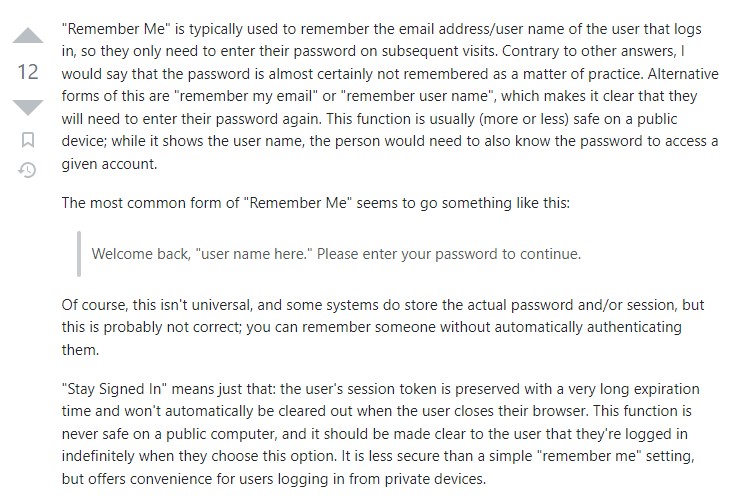 "Remember Me" is typically used to remember the email address/user name of the user that logs
in, so they only need to enter their password on subsequent visits. Contrary to other answers, I
12
would say that the password is almost certainly not remembered as a matter of practice. Alternative
forms of this are "remember my email" or "remember user name", which makes it clear that they
will need to enter their password again. This function is usually (more or less) safe on a public
device; while it shows the user name, the person would need to also know the password to access a
given account.
The most common form of "Remember Me" seems to go something like this:
Welcome back, "user name here." Please enter your password to continue.
Of course, this isn't universal, and some systems do store the actual password and/or session, but
this is probably not correct; you can remember someone without automatically authenticating
them.
"Stay Signed In" means just that: the user's session token is preserved with a very long expiration
time and won't automatically be cleared out when the user closes their browser. This function is
never safe on a public computer, and it should be made clear to the user that they're logged in
indefinitely when they choose this option. It is less secure than a simple "remember me" setting,
but offers convenience for users logging in from private devices.